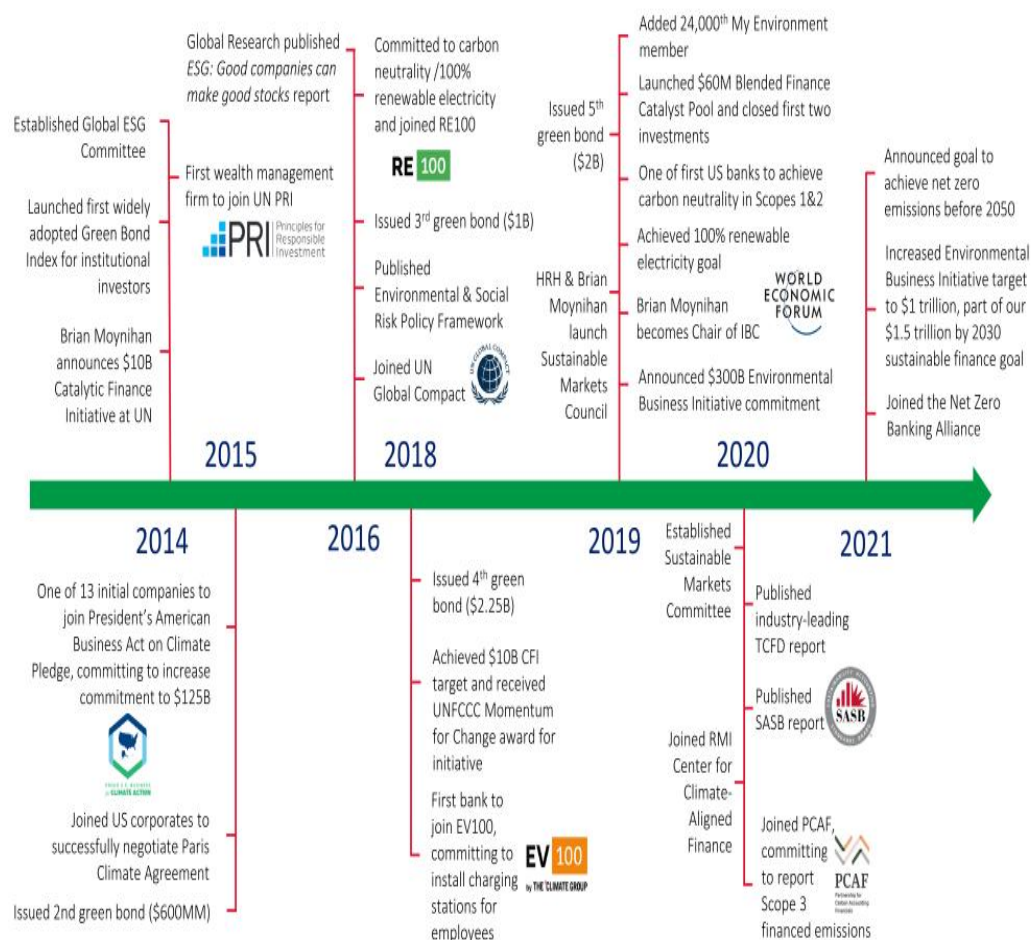 Established Global ESG
Committee
Launched first widely
adopted Green Bond
Index for institutional
investors
Brian Moynihan
announces $10B
Catalytic Finance
Initiative at UN
Global Research published
ESG: Good companies can
make good stocks report
First wealth management
firm to join UN PRI
PRI Principles for
Responsible
Investment
Committed to carbon
neutrality /100%
renewable electricity
and joined RE100
RE 100
Issued 3rd green bond ($1B)
Published
Environmental & Social
Risk Policy Framework
Joined UN
Global Compact
UN GLOBAL COMPACT
Issued 5th
green bond
($2B)
HRH & Brian
Moynihan
launch
Sustainable
Markets
Council
Added 24,000th My Environment
member
Launched $60M Blended Finance
Catalyst Pool and closed first two
investments
One of first US banks to achieve
carbon neutrality in Scopes 1&2
Achieved 100% renewable
electricity goal
Brian Moynihan
becomes Chair of IBC
WORLD
ECONOMIC
FORUM
Announced $300B Environmental
Business Initiative commitment
Announced goal to
achieve net zero
emissions before 2050
Increased Environmental
Business Initiative target
to $1 trillion, part of our
$1.5 trillion by 2030
sustainable finance goal
Joined the Net Zero
Banking Alliance
2015
2018
2020
2014
2016
2019
2021
One of 13 initial companies to
join President's American
Business Act on Climate
Pledge, committing to increase
commitment to $125B
CLIMATE ACTION
Joined US corporates to
successfully negotiate Paris
Climate Agreement
Issued 2nd green bond ($600MM)
Issued 4th green
bond ($2.25B)
Achieved $10B CFI
target and received
UNFCCC Momentum
for Change award for
initiative
First bank to
join EV100,
committing to
install charging
stations for
employees
EV 100
by THE CLIMATE GROUP
Established
Sustainable
Markets
Committee
Joined RMI
Center for
Climate-
Aligned
Finance
Published
industry-leading
TCFD report
Published
SASB report
SASB
Joined PCAF,
committing
to report
Scope 3
financed emissions
PCAF
Partnership for
Carbon Accounting
Financials